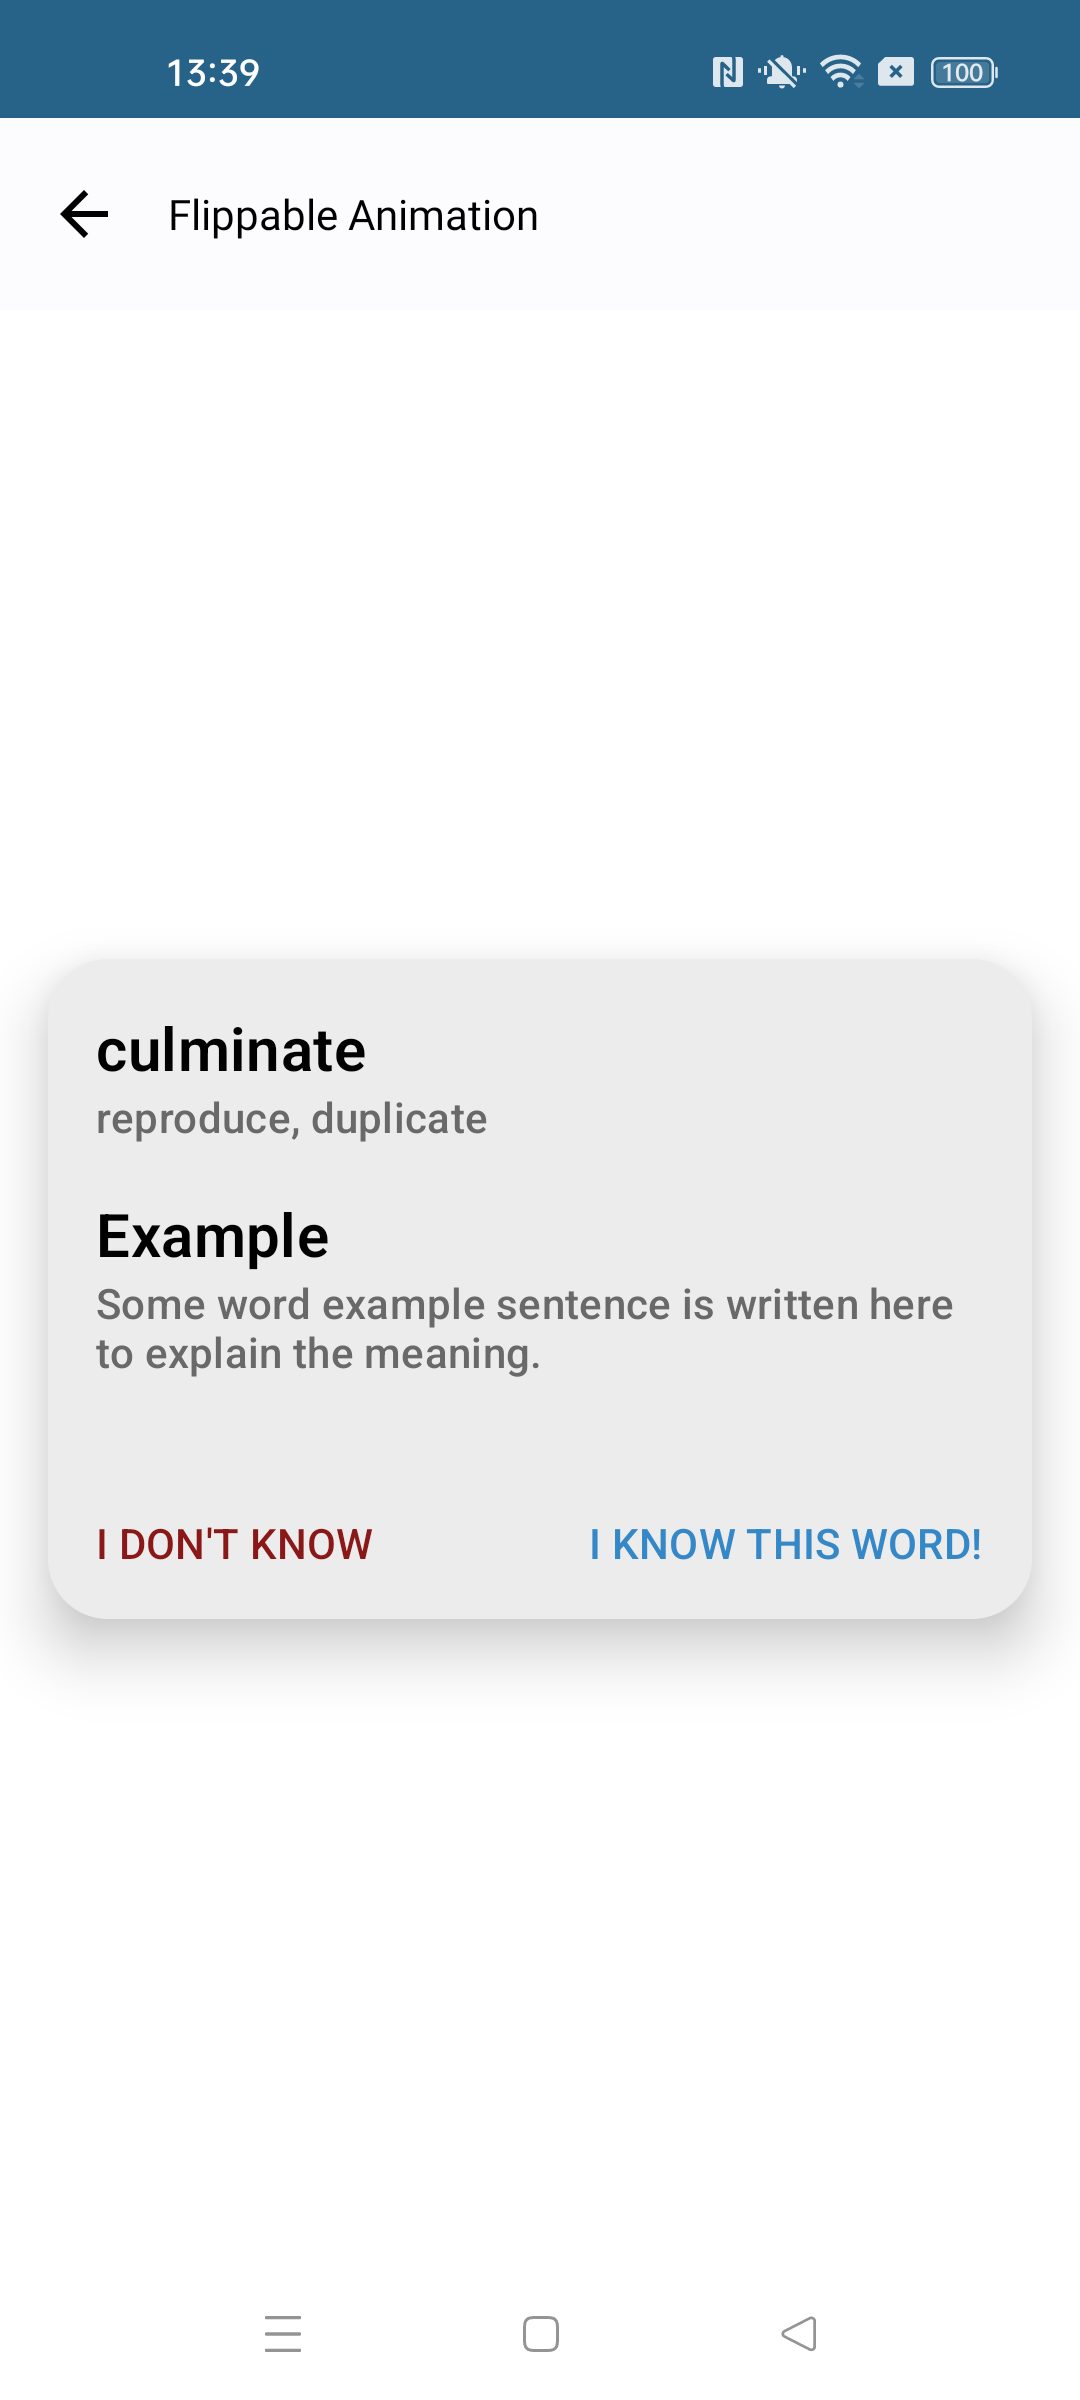 13:39
100
Flippable Animation
culminate
reproduce, duplicate
Example
Some word example sentence is written here
to explain the meaning.
I DON'T KNOW
I KNOW THIS WORD!